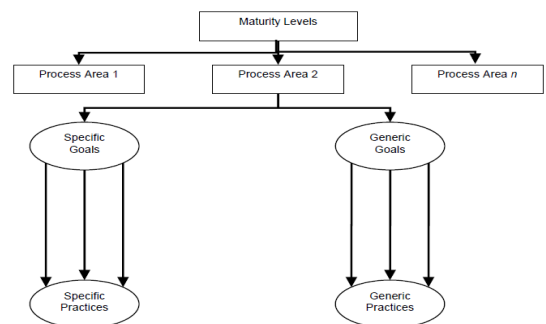 Maturity Levels
Process Area 1
Process Area 2
Process Area n
Specific
Goals
Generic
Goals
Specific
Practices
Generic
Practices